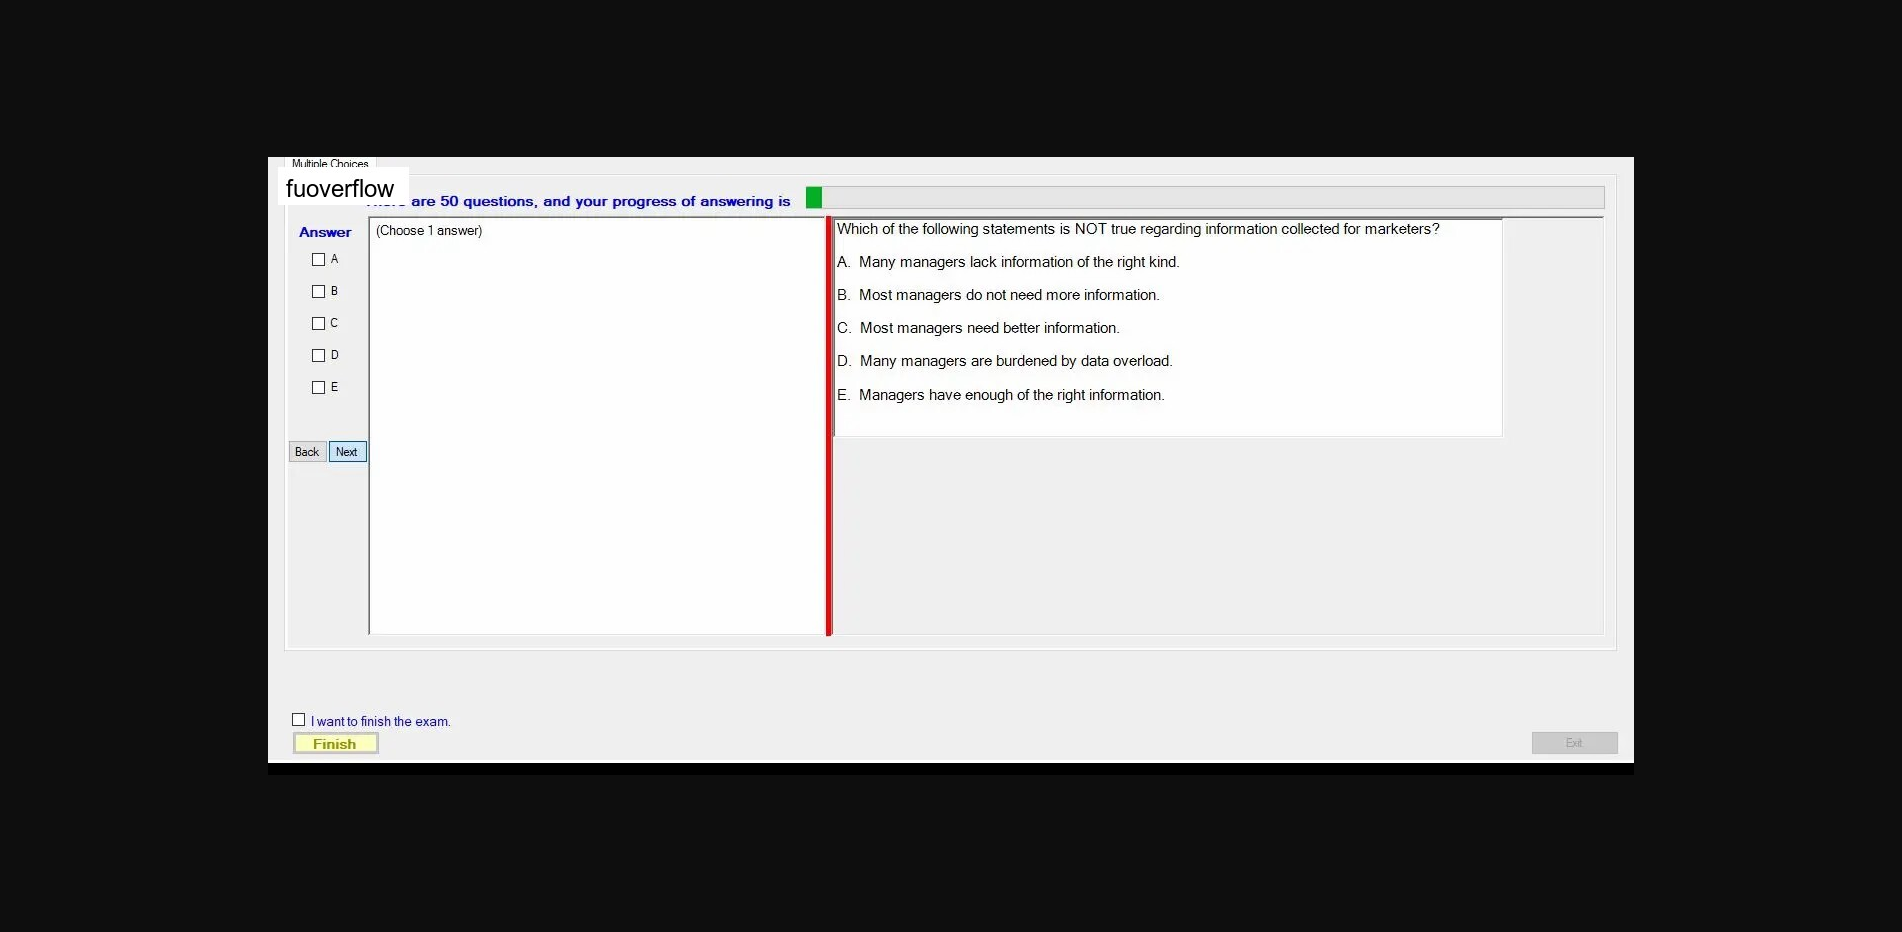 Multiple Choices
fuoverflow
are 50 questions, and your progress of answering is
Answer
(Choose 1 answer)
A
B
C
D
E
Back Next
Which of the following statements is NOT true regarding information collected for marketers?
A. Many managers lack information of the right kind.
B. Most managers do not need more information.
C. Most managers need better information.
D. Many managers are burdened by data overload.
E. Managers have enough of the right information.
I want to finish the exam.
Finish
Exit